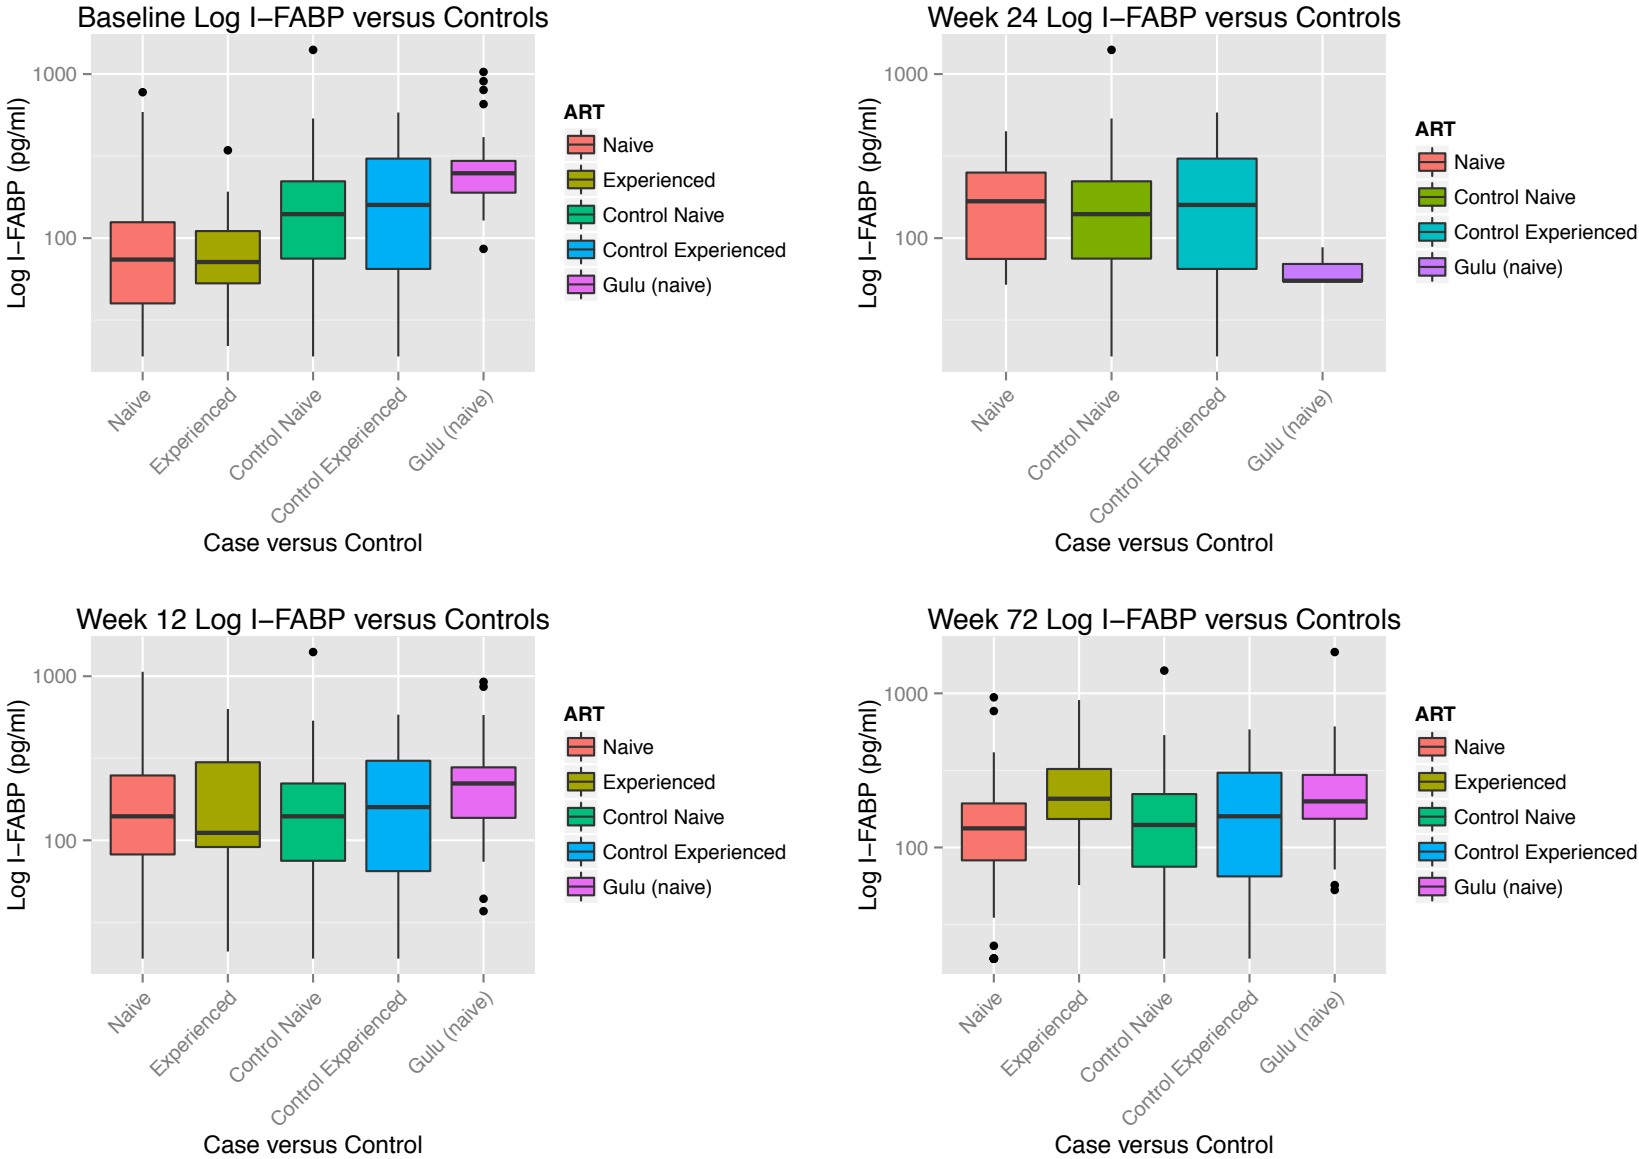 Baseline Log I−FABP versus Controls
1000
100
Log I−FABP (pg/ml)
Naive
Experienced
Control Naive
Control Experienced
Gulu (naive)
Case versus Control
ART
Naive
Experienced
Control Naive
Control Experienced
Gulu (naive)
Week 24 Log I−FABP versus Controls
1000
100
Log I−FABP (pg/ml)
Naive
Control Naive
Control Experienced
Gulu (naive)
Case versus Control
ART
Naive
Control Naive
Control Experienced
Gulu (naive)
Week 12 Log I−FABP versus Controls
1000
100
Log I−FABP (pg/ml)
Naive
Experienced
Control Naive
Control Experienced
Gulu (naive)
Case versus Control
ART
Naive
Experienced
Control Naive
Control Experienced
Gulu (naive)
Week 72 Log I−FABP versus Controls
1000
100
Log I−FABP (pg/ml)
Naive
Experienced
Control Naive
Control Experienced
Gulu (naive)
Case versus Control
ART
Naive
Experienced
Control Naive
Control Experienced
Gulu (naive)